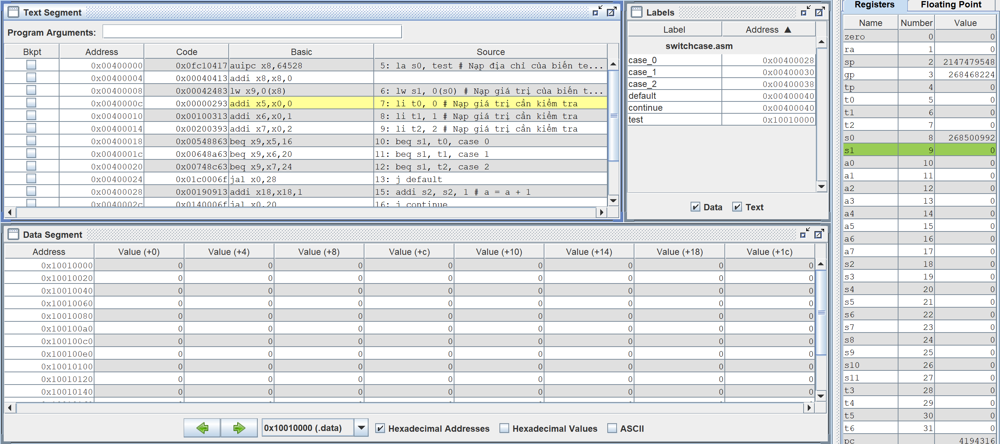 Text Segment
Program Arguments:
Bkpt Address Code Basic Source
0x00400000 0x0fc10417 auipc x8,64528 5: la s0, test # Nạp địa chỉ của biến te...
0x00400004 0x00040413 addi x8,x8,0
0x00400008 0x00042483 lw x9,0(x8) 6: lw s1, 0(s0) # Nạp giá trị của biến t...
0x0040000c 0x00000293 addi x5,x0,0 7: li t0, 0 # Nạp giá trị cần kiểm tra
0x00400010 0x00100313 addi x6,x0,1 8: li t1, 1 # Nạp giá trị cần kiểm tra
0x00400014 0x00200393 addi x7,x0,2 9: li t2, 2 # Nạp giá trị cần kiểm tra
0x00400018 0x00548863 beq x9,x5,16 10: beq s1, t0, case_0
0x0040001c 0x00648a63 beq x9,x6,20 11: beq s1, t1, case_1
0x00400020 0x00748c63 beq x9,x7,24 12: beq s1, t2, case_2
0x00400024 0x01c0006f jal x0,28 13: j default
0x00400028 0x00190913 addi x18,x18,1 15: addi s2, s2, 1 # a = a + 1
0x0040002c 0x0140006f jal x0,20 16: j continue
Labels
Label Address ▲
switchcase.asm
case_0 0x00400028
case_1 0x00400030
case_2 0x00400038
default 0x00400040
continue 0x00400040
test 0x10010000
Data Text
Data Segment
Address Value (+0) Value (+4) Value (+8) Value (+c) Value (+10) Value (+14) Value (+18) Value (+1c)
0x10010000 0 0 0 0 0 0 0 0
0x10010020 0 0 0 0 0 0 0 0
0x10010040 0 0 0 0 0 0 0 0
0x10010060 0 0 0 0 0 0 0 0
0x10010080 0 0 0 0 0 0 0 0
0x100100a0 0 0 0 0 0 0 0 0
0x100100c0 0 0 0 0 0 0 0 0
0x100100e0 0 0 0 0 0 0 0 0
0x10010100 0 0 0 0 0 0 0 0
0x10010120 0 0 0 0 0 0 0 0
0x10010140 0 0 0 0 0 0 0 0
0x10010000 (.data) Hexadecimal Addresses Hexadecimal Values ASCII
Registers Floating Point
Name Number Value
zero 0 0
ra 1 0
sp 2 2147479548
gp 3 268468224
tp 4 0
t0 5 0
t1 6 0
t2 7 0
s0 8 268500992
s1 9 0
a0 10 0
a1 11 0
a2 12 0
a3 13 0
a4 14 0
a5 15 0
a6 16 0
a7 17 0
s2 18 0
s3 19 0
s4 20 0
s5 21 0
s6 22 0
s7 23 0
s8 24 0
s9 25 0
s10 26 0
s11 27 0
t3 28 0
t4 29 0
t5 30 0
t6 31 0
pc 4194316